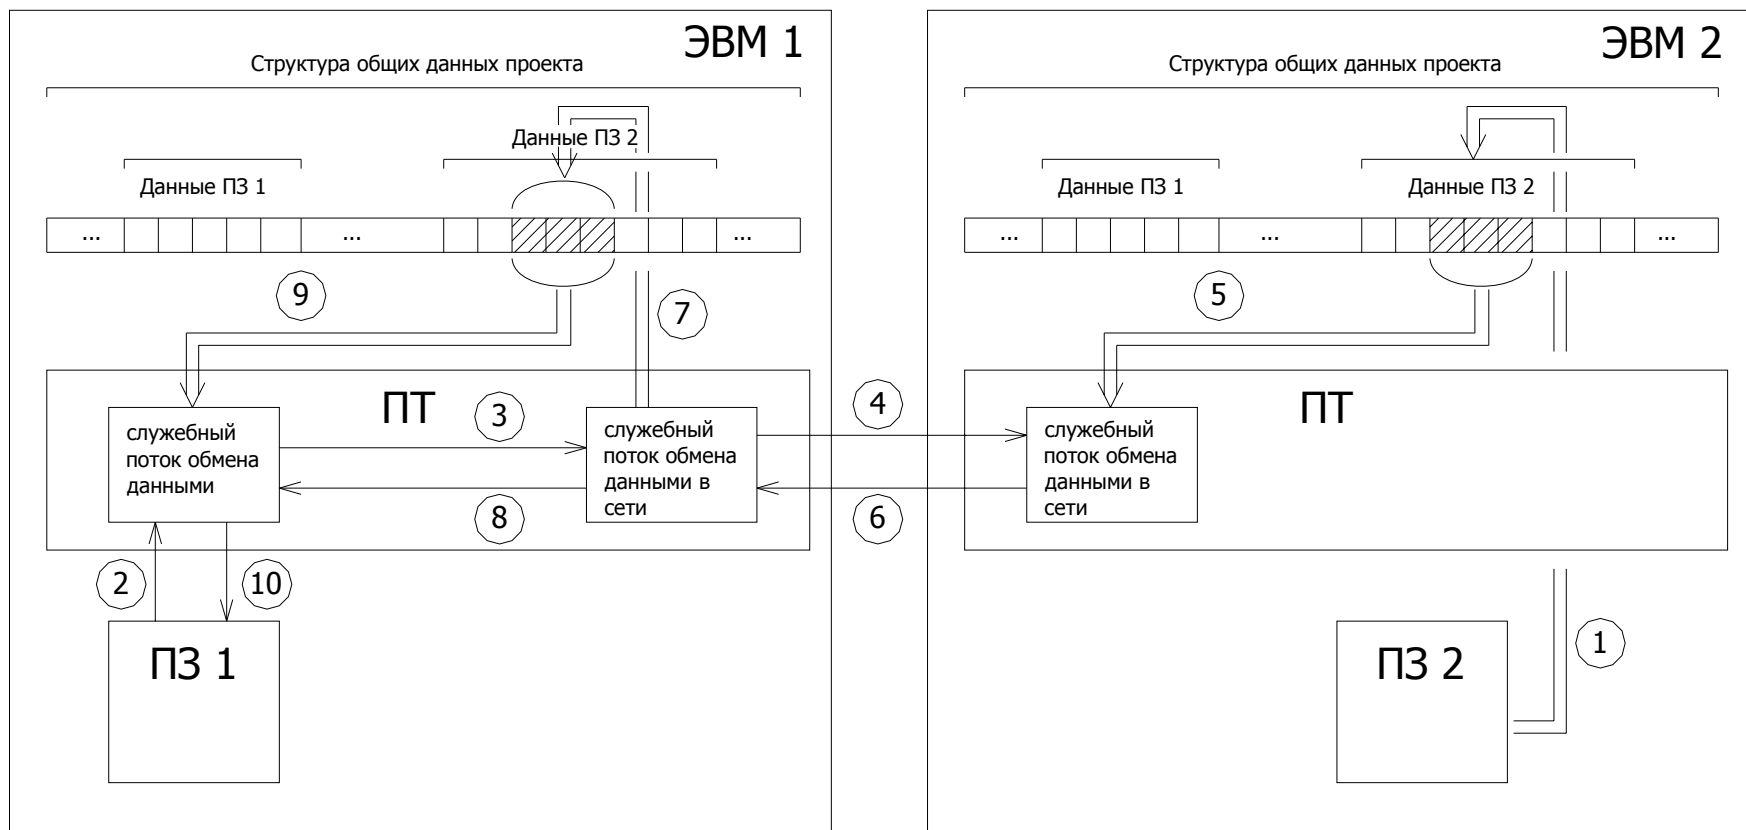 ЭВМ 1
Структура общих данных проекта
Данные ПЗ 2
Данные ПЗ 1
...
...
...
9
7
ПТ
3
служебный
поток обмена
данными
служебный
поток обмена
данными в
сети
8
2
10
ПЗ 1
4
6
ЭВМ 2
Структура общих данных проекта
Данные ПЗ 1
Данные ПЗ 2
...
...
...
5
ПТ
служебный
поток обмена
данными в
сети
ПЗ 2
1